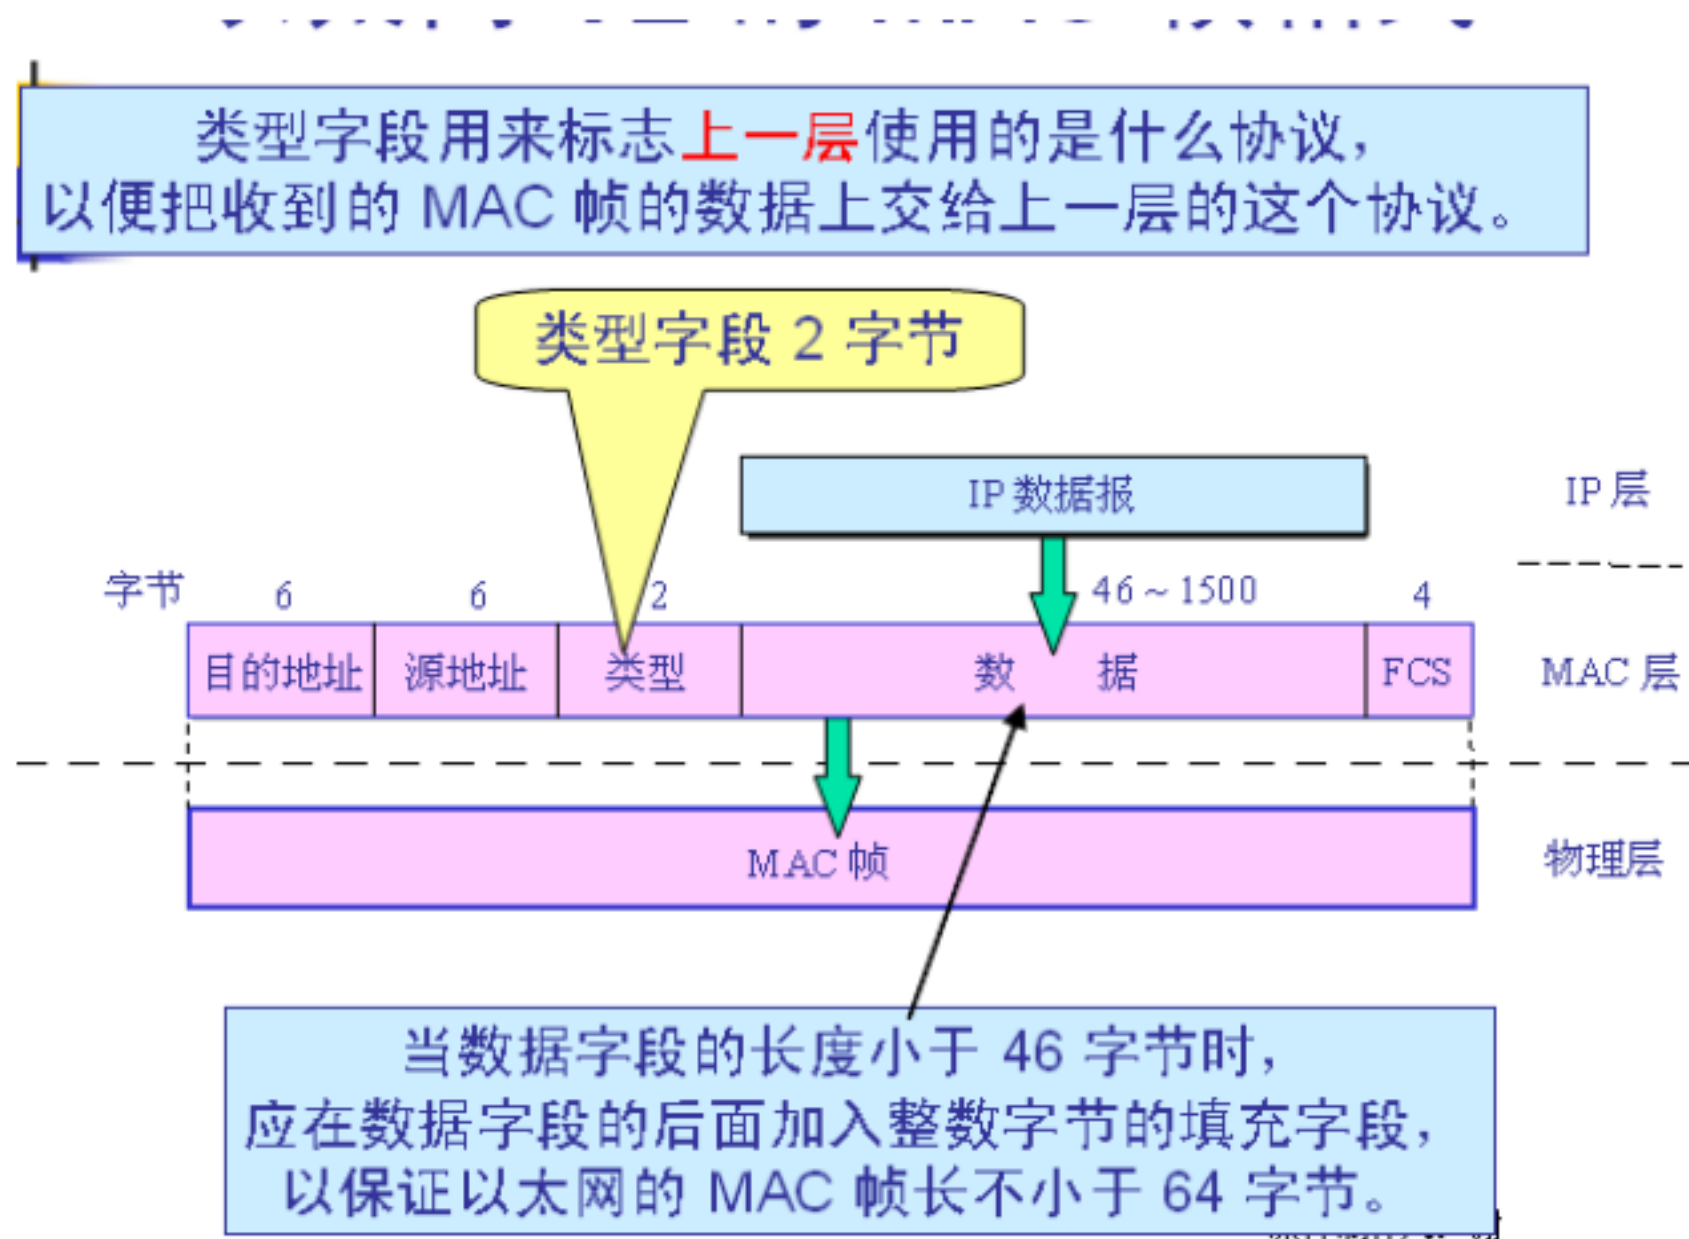 类型字段用来标志上一层使用的是什么协议，
以便把收到的 MAC 帧的数据上交给上一层的这个协议。
类型字段 2 字节
IP 数据报
IP 层
字节
6
6
2
46 ~ 1500
4
目的地址
源地址
类型
数 据
FCS
MAC 层
MAC 帧
物理层
当数据字段的长度小于 46 字节时，
应在数据字段的后面加入整数字节的填充字段，
以保证以太网的 MAC 帧长不小于 64 字节。